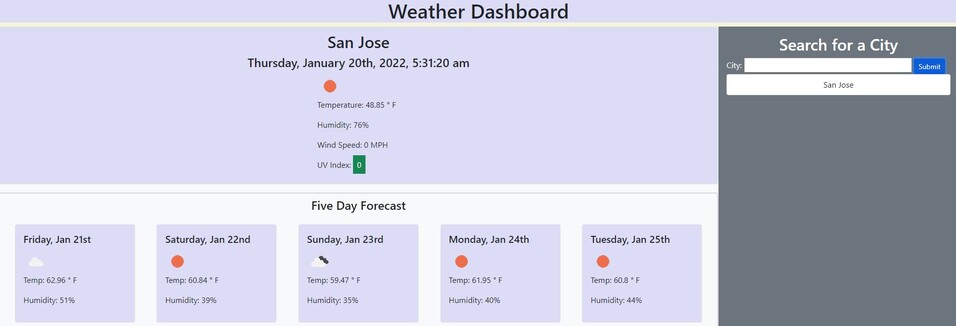 Weather Dashboard
San Jose
Thursday, January 20th, 2022, 5:31:20 am
Temperature: 48.85 ° F
Humidity: 76%
Wind Speed: 0 MPH
UV Index: 0
Search for a City
City: Submit
San Jose
Five Day Forecast
Friday, Jan 21st
Temp: 62.96 ° F
Humidity: 51%
Saturday, Jan 22nd
Temp: 60.84 ° F
Humidity: 39%
Sunday, Jan 23rd
Temp: 59.47 ° F
Humidity: 35%
Monday, Jan 24th
Temp: 61.95 ° F
Humidity: 40%
Tuesday, Jan 25th
Temp: 60.8 ° F
Humidity: 44%